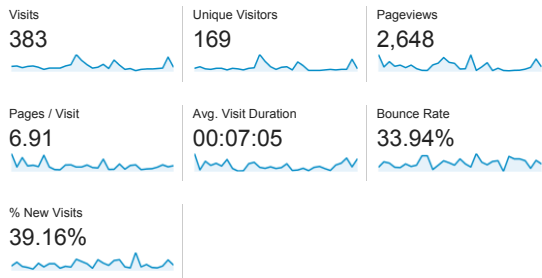 Visits
383
Unique Visitors
169
Pageviews
2,648
Pages / Visit
6.91
Avg. Visit Duration
00:07:05
Bounce Rate
33.94%
% New Visits
39.16%